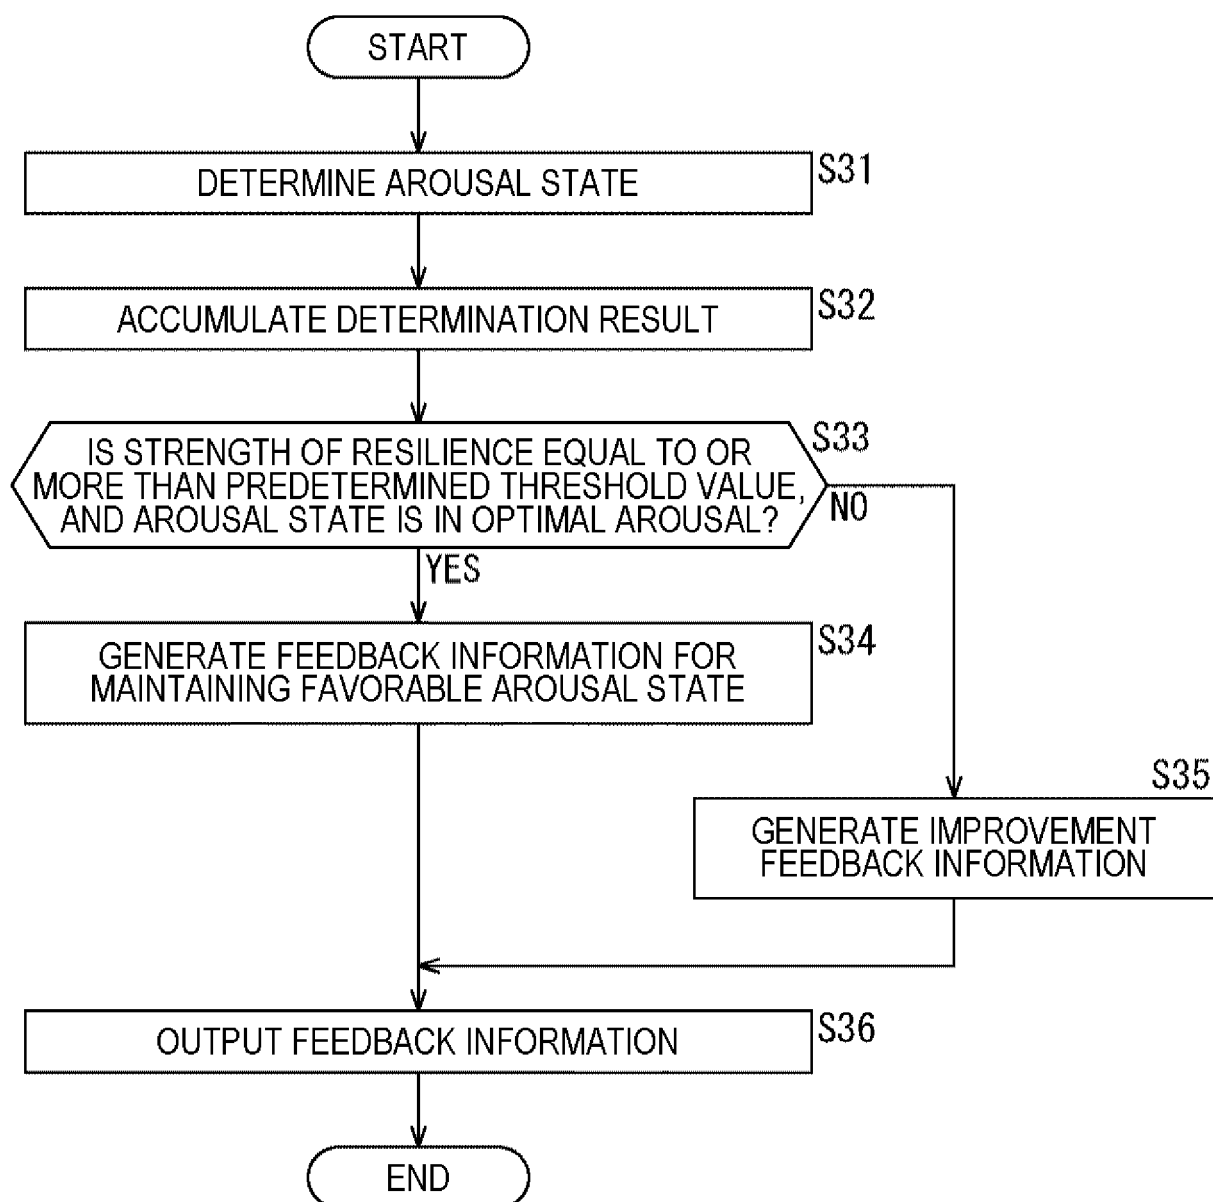 START
DETERMINE AROUSAL STATE
S31
ACCUMULATE DETERMINATION RESULT
S32
IS STRENGTH OF RESILIENCE EQUAL TO OR
MORE THAN PREDETERMINED THRESHOLD VALUE,
AND AROUSAL STATE IS IN OPTIMAL AROUSAL?
S33
NO
YES
GENERATE FEEDBACK INFORMATION FOR
MAINTAINING FAVORABLE AROUSAL STATE
S34
S35
GENERATE IMPROVEMENT
FEEDBACK INFORMATION
OUTPUT FEEDBACK INFORMATION
S36
END